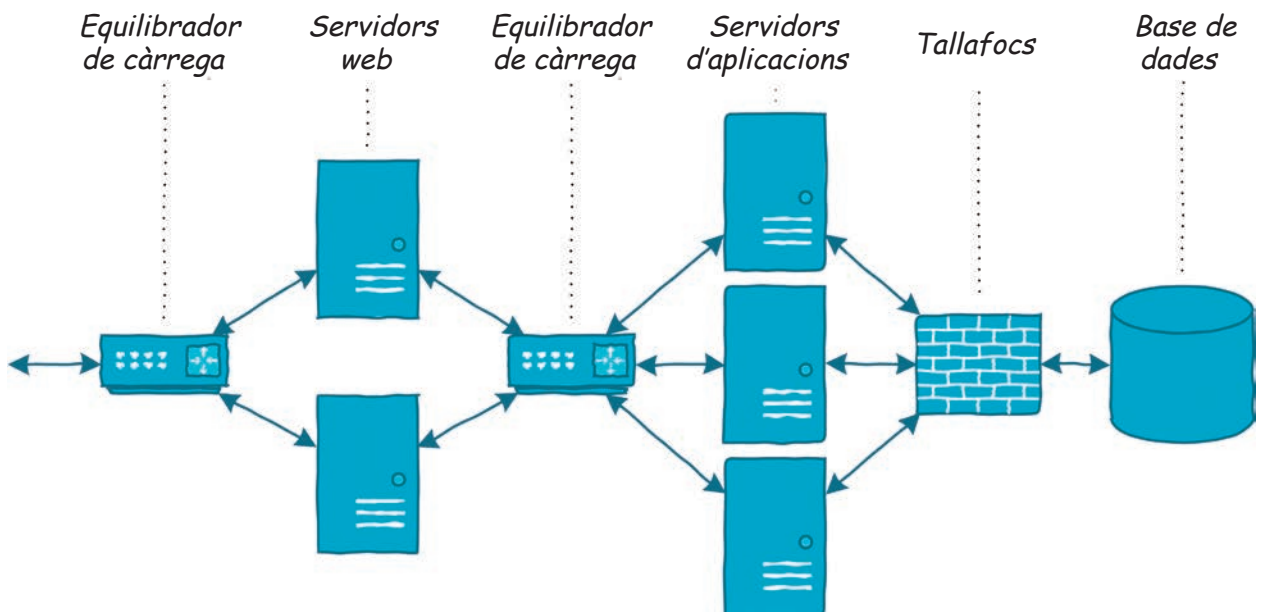 Equilibrador
de càrrega
Servidors
web
Equilibrador
de càrrega
Servidors
d'aplicacions
Tallafocs
Base de
dades